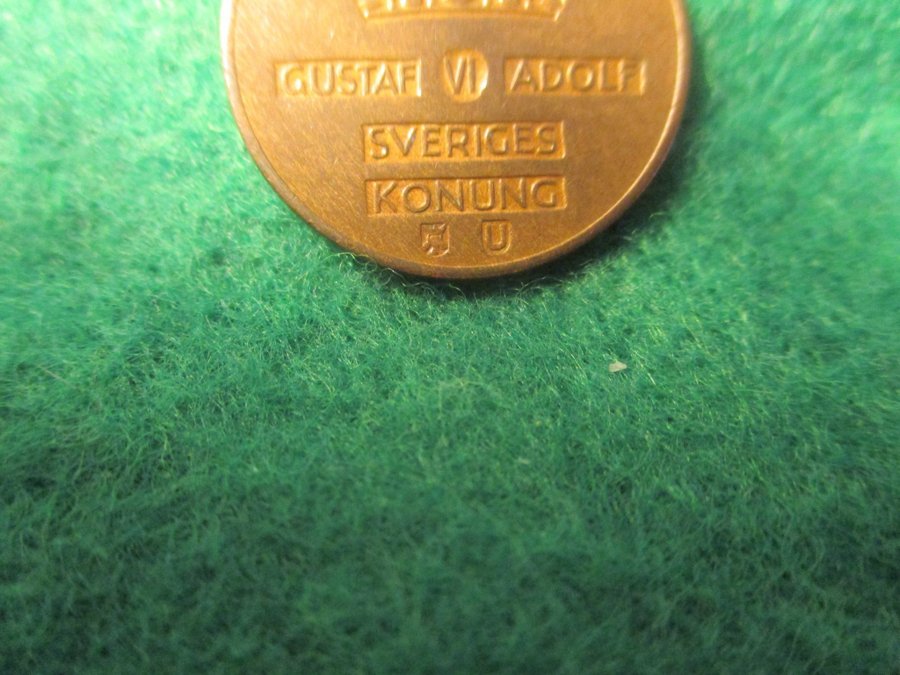 GUSTAF VI ADOLF
SVERIGES
KONUNG
U